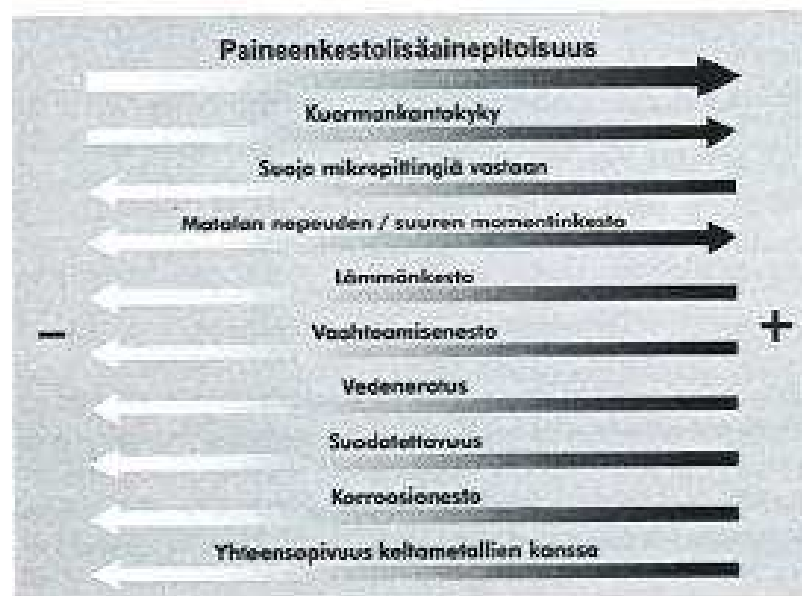 Paineenkestolisäainepitoisuus
Kuormankantokyky
Suoja mikropittingiä vastaan
Matalan nopeuden / suuren momentinkesto
Lämmönkesto
− +
Vaahtoamisenesto
Vedenerotus
Suodatettavuus
Korroosionesto
Yhteensopivuus keltametallien kanssa